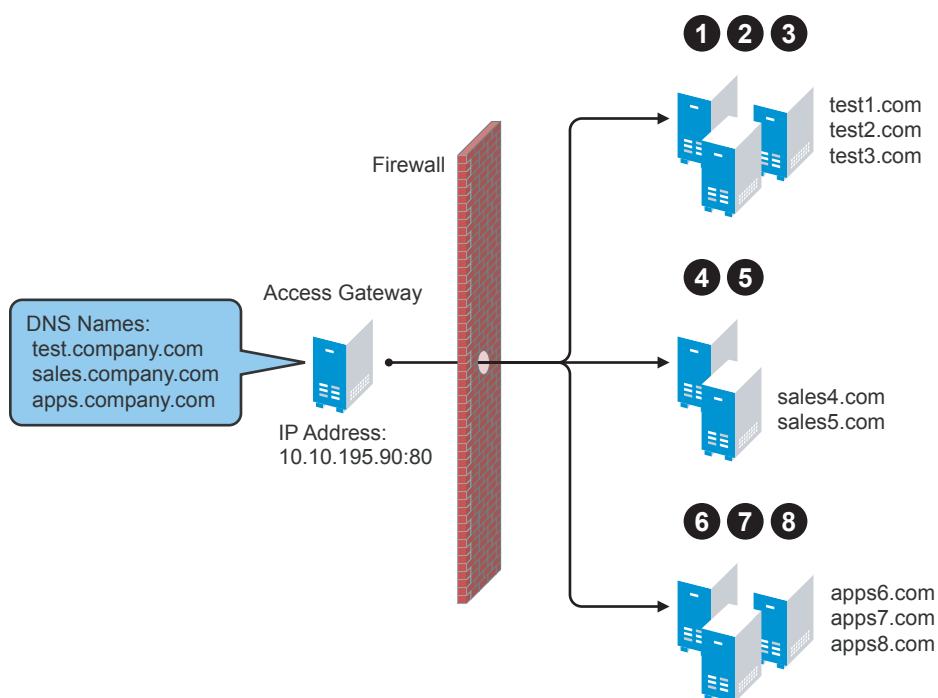 1 2 3
test1.com
test2.com
test3.com
Firewall
4 5
Access Gateway
DNS Names:
test.company.com
sales.company.com
apps.company.com
IP Address:
10.10.195.90:80
sales4.com
sales5.com
6 7 8
apps6.com
apps7.com
apps8.com